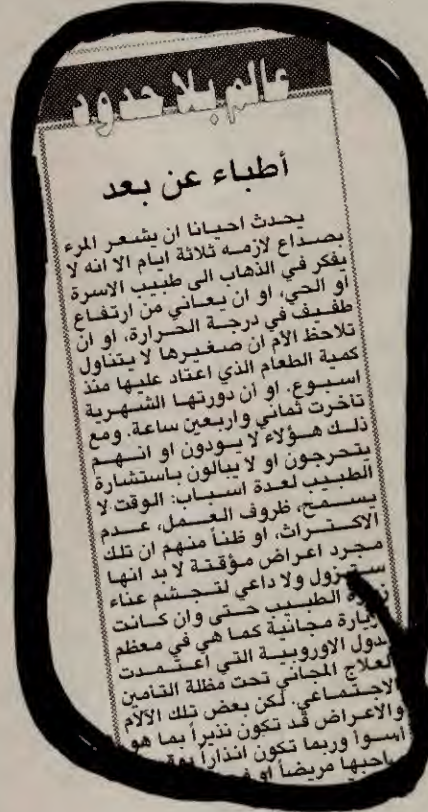 عالم بلا حدود
أطباء عن بعد
يحدث احيانا ان يشعر المرء
بصداع لازمه ثلاثة ايام الا انه لا
يفكر في الذهاب الى طبيب الاسرة
او الحي، او ان يعاني من ارتفاع
طفيف في درجة الحرارة، او ان
تلاحظ الأم ان صغيرها لا يتناول
كمية الطعام الذي اعتاد عليها منذ
اسبوع. او ان دورتها الشهرية
تأخرت ثماني واربعين ساعة. ومع
ذلك هؤلاء لا يودون او انهم
يتحرجون او لا يبالون باستشارة
الطبيب لعدة اسباب: الوقت لا
يسمح، ظروف العمل، عدم
الاكتراث، او ظناً منهم ان تلك
مجرد اعراض مؤقتة لا بد انها
ستزول ولا داعي لتجشم عناء
الطبيب حتى وان كانت
زيارة مجانية كما هي في معظم
لدول الاوروبية التي اعتمدت
العلاج المجاني تحت مظلة التامين
الاجتماعي. لكن بعض تلك الآلام
والاعراض قد تكون نذيراً بما هو
أسوأ وربما تكون انذاراً
مريضاً او